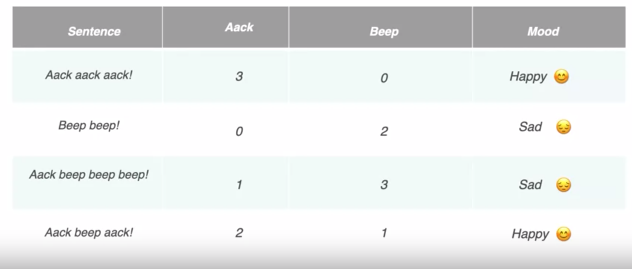 Sentence Aack Beep Mood
Aack aack aack! 3 0 Happy 😊
Beep beep! 0 2 Sad 😔
Aack beep beep beep! 1 3 Sad 😔
Aack beep aack! 2 1 Happy 😊